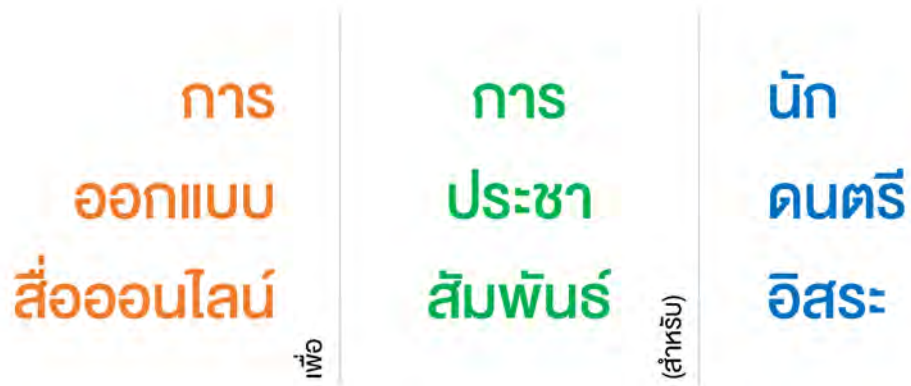 การ
ออกแบบ
สื่อออนไลน์
เพื่อ
การ
ประชา
สัมพันธ์
(สำหรับ)
นัก
ดนตรี
อิสระ